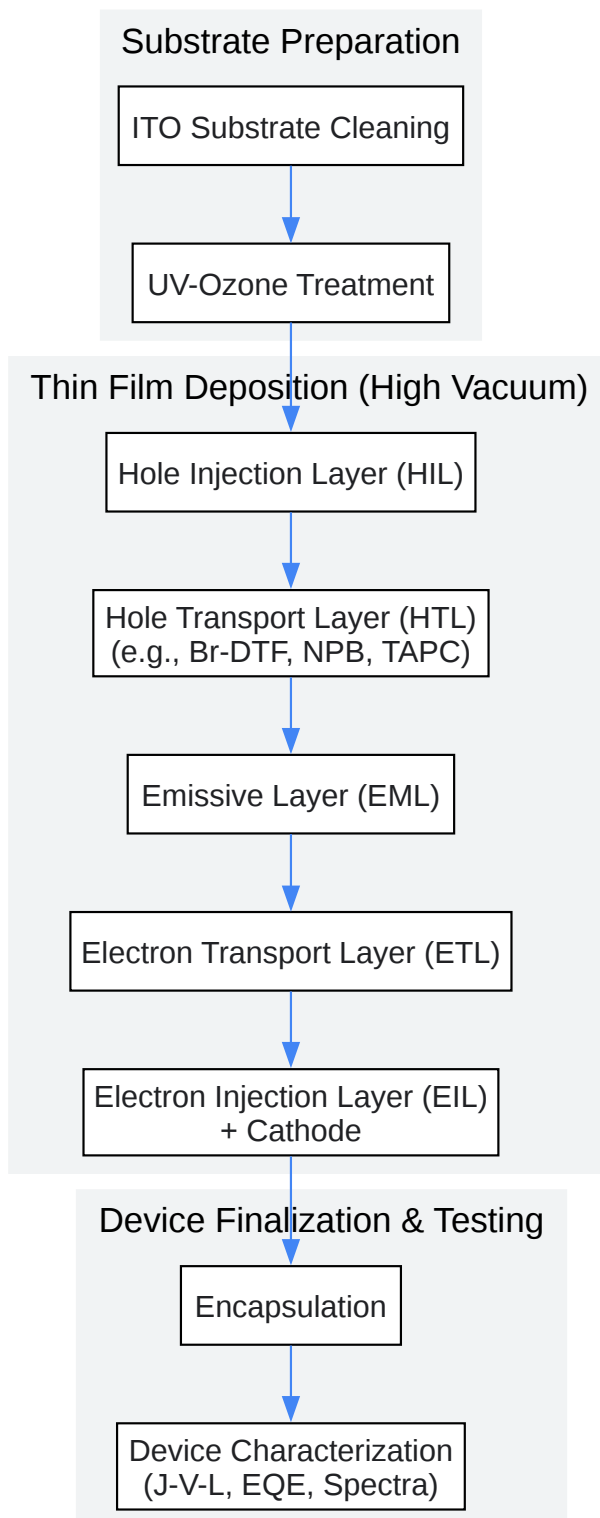 Substrate Preparation
ITO Substrate Cleaning
UV-Ozone Treatment
Thin Film Deposition (High Vacuum)
Hole Injection Layer (HIL)
Hole Transport Layer (HTL)
(e.g., Br-DTF, NPB, TAPC)
Emissive Layer (EML)
Electron Transport Layer (ETL)
Electron Injection Layer (EIL)
+ Cathode
Device Finalization & Testing
Encapsulation
Device Characterization
(J-V-L, EQE, Spectra)